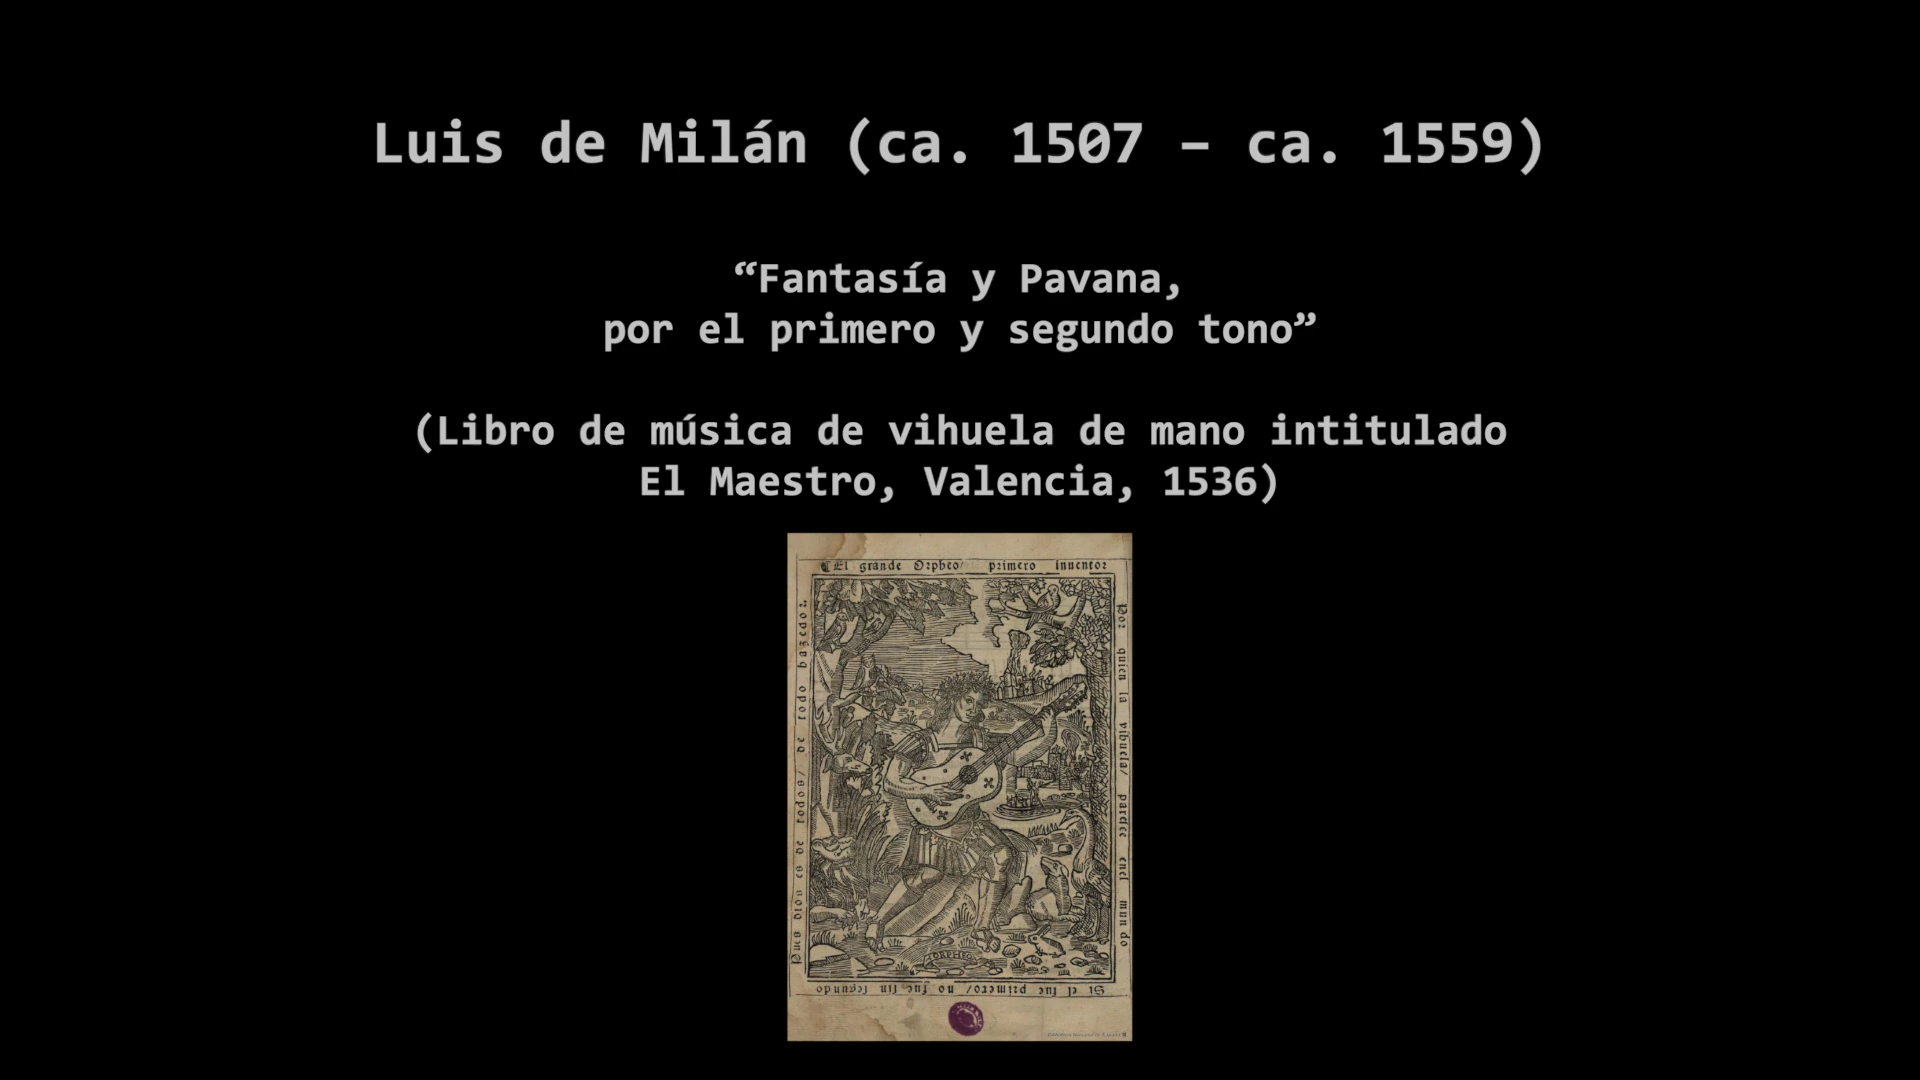 Luis de Milán (ca. 1507 – ca. 1559)
“Fantasía y Pavana,
por el primero y segundo tono”
(Libro de música de vihuela de mano intitulado
El Maestro, Valencia, 1536)
El grande Orpheo/ primero inuentor
Por quien la vihuela/ paresce enel mundo
Si el fue primero/ no fue sin segundo
Pues dios es de todos/ de todo hazedor.
ORPHEO